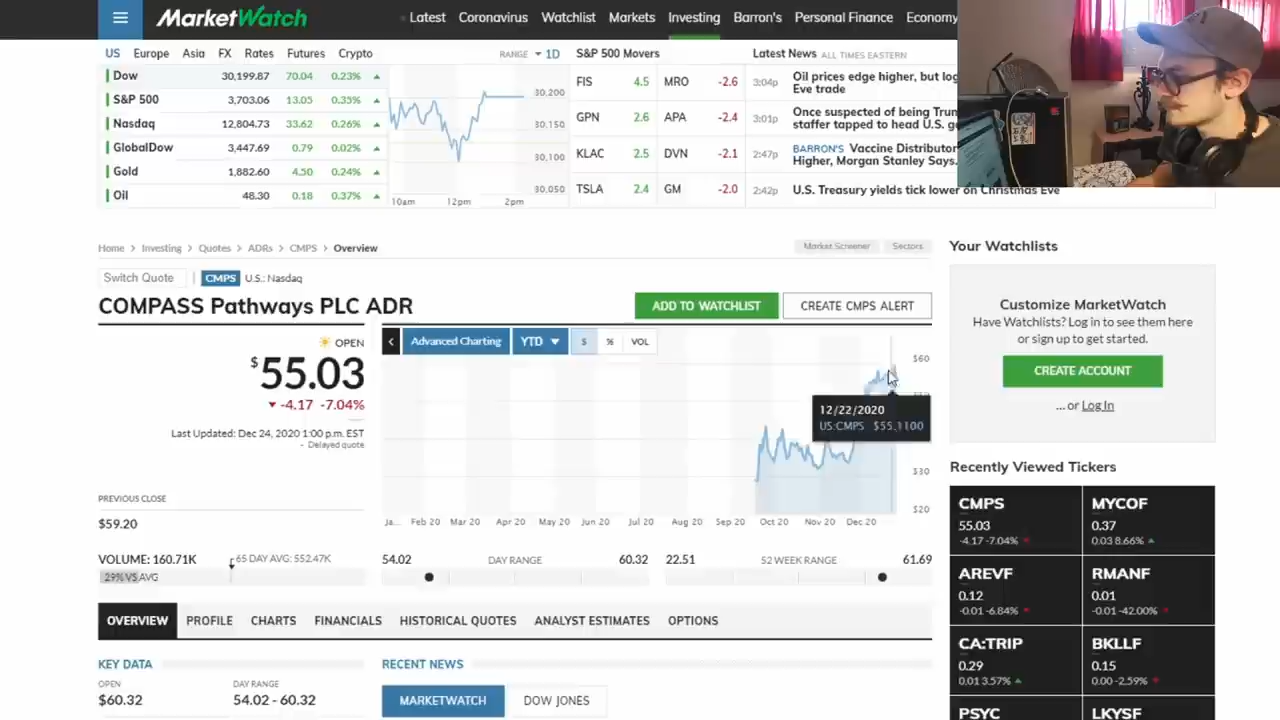 MarketWatch
Latest Coronavirus Watchlist Markets Investing Barron's Personal Finance Economy
US Europe Asia FX Rates Futures Crypto
RANGE 1D
S&P 500 Movers
Latest News ALL TIMES EASTERN
Dow 30,199.87 70.04 0.23%
S&P 500 3,703.06 13.05 0.35%
Nasdaq 12,804.73 33.62 0.26%
GlobalDow 3,447.69 0.79 0.02%
Gold 1,882.60 4.50 0.24%
Oil 48.30 0.18 0.37%
30,200
30,150
30,100
30,050
10am 12pm 2pm
FIS 4.5 MRO -2.6
GPN 2.6 APA -2.4
KLAC 2.5 DVN -2.1
TSLA 2.4 GM -2.0
3:04p Oil prices edge higher, but log
Eve trade
3:01p Once suspected of being Trum
staffer tapped to head U.S. g
2:47p BARRON'S Vaccine Distributor
Higher, Morgan Stanley Says.
2:42p U.S. Treasury yields tick lower on Christmas Eve
Home > Investing > Quotes > ADRs > CMPS > Overview
Market Screener Sectors
Switch Quote CMPS U.S.: Nasdaq
COMPASS Pathways PLC ADR
ADD TO WATCHLIST CREATE CMPS ALERT
OPEN
$55.03
-4.17 -7.04%
Last Updated: Dec 24, 2020 1:00 p.m. EST
- Delayed quote
PREVIOUS CLOSE
$59.20
VOLUME: 160.71K
65 DAY AVG: 552.47K
29% VS AVG
Advanced Charting YTD $ % VOL
$60
12/22/2020
US:CMPS $55.1100
$30
$20
Ja... Feb 20 Mar 20 Apr 20 May 20 Jun 20 Jul 20 Aug 20 Sep 20 Oct 20 Nov 20 Dec 20
54.02 DAY RANGE 60.32
22.51 52 WEEK RANGE 61.69
OVERVIEW PROFILE CHARTS FINANCIALS HISTORICAL QUOTES ANALYST ESTIMATES OPTIONS
KEY DATA
OPEN
$60.32
DAY RANGE
54.02 - 60.32
RECENT NEWS
MARKETWATCH DOW JONES
Your Watchlists
Customize MarketWatch
Have Watchlists? Log in to see them here
or sign up to get started.
CREATE ACCOUNT
... or Log In
Recently Viewed Tickers
CMPS
55.03
-4.17 -7.04%
MYCOF
0.37
0.03 8.66%
AREVF
0.12
-0.01 -6.84%
RMANF
0.01
-0.01 -42.00%
CA:TRIP
0.29
0.01 3.57%
BKLLF
0.15
0.00 -2.59%
PSYC
LKYSF